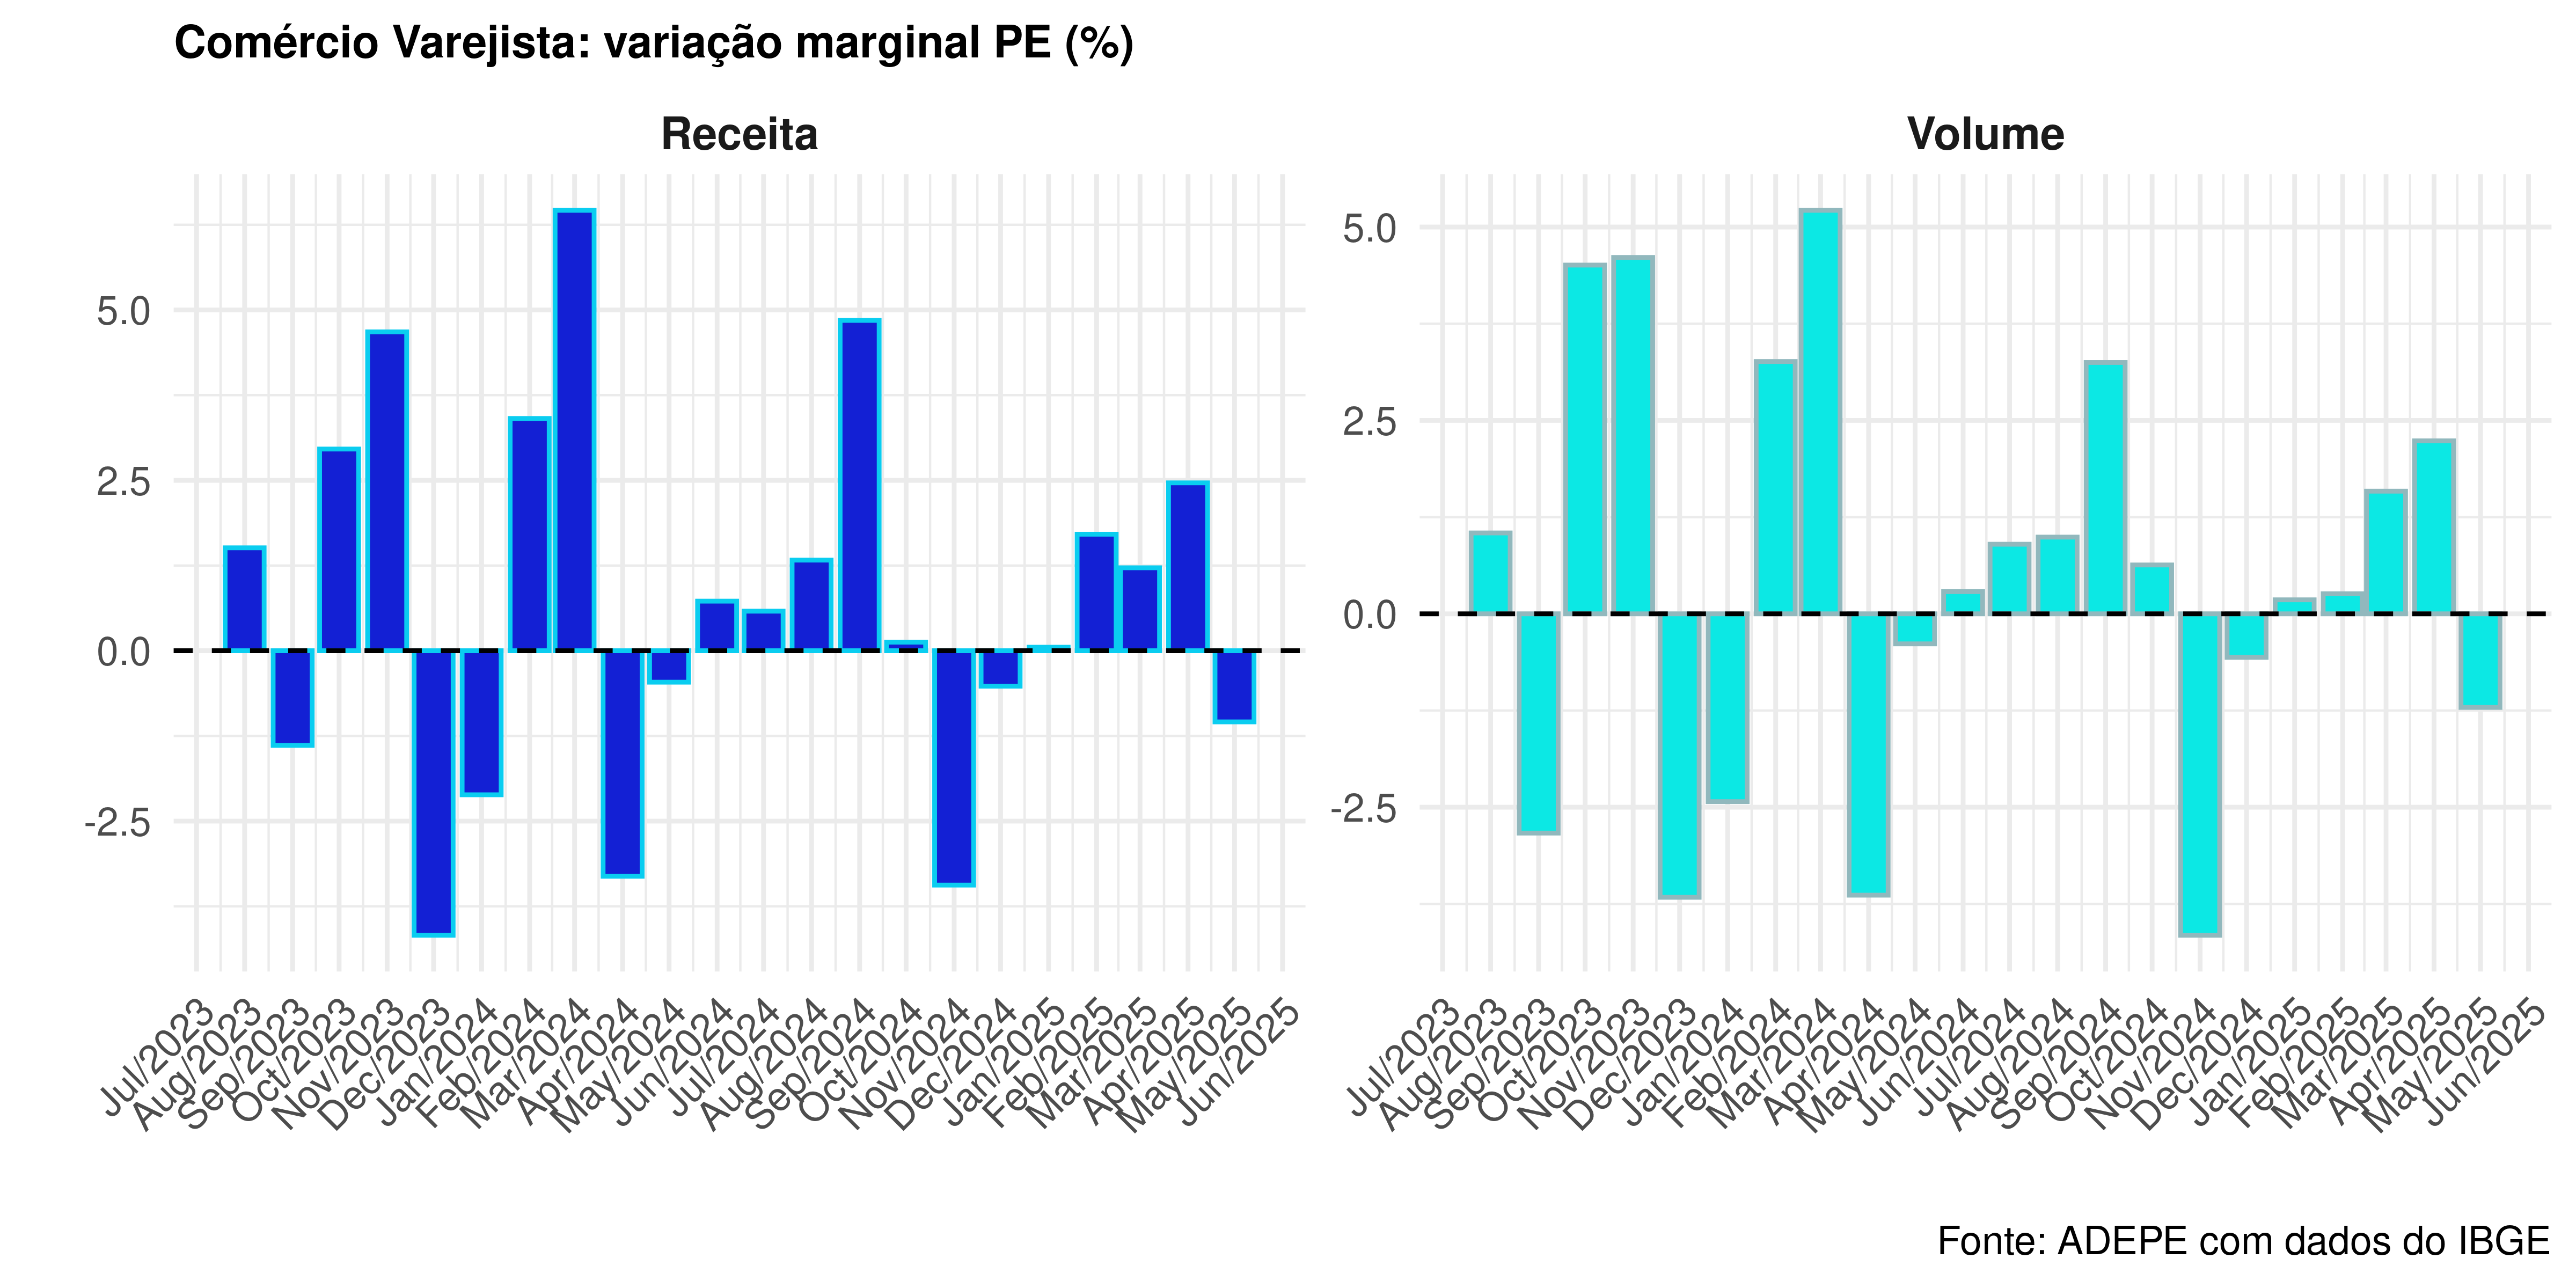 Comércio Varejista: variação marginal PE (%)
Receita
5.0
2.5
0.0
-2.5
Jul/2023
Aug/2023
Sep/2023
Oct/2023
Nov/2023
Dec/2023
Jan/2024
Feb/2024
Mar/2024
Apr/2024
May/2024
Jun/2024
Jul/2024
Aug/2024
Sep/2024
Oct/2024
Nov/2024
Dec/2024
Jan/2025
Feb/2025
Mar/2025
Apr/2025
May/2025
Jun/2025
Volume
5.0
2.5
0.0
-2.5
Jul/2023
Aug/2023
Sep/2023
Oct/2023
Nov/2023
Dec/2023
Jan/2024
Feb/2024
Mar/2024
Apr/2024
May/2024
Jun/2024
Jul/2024
Aug/2024
Sep/2024
Oct/2024
Nov/2024
Dec/2024
Jan/2025
Feb/2025
Mar/2025
Apr/2025
May/2025
Jun/2025
Fonte: ADEPE com dados do IBGE